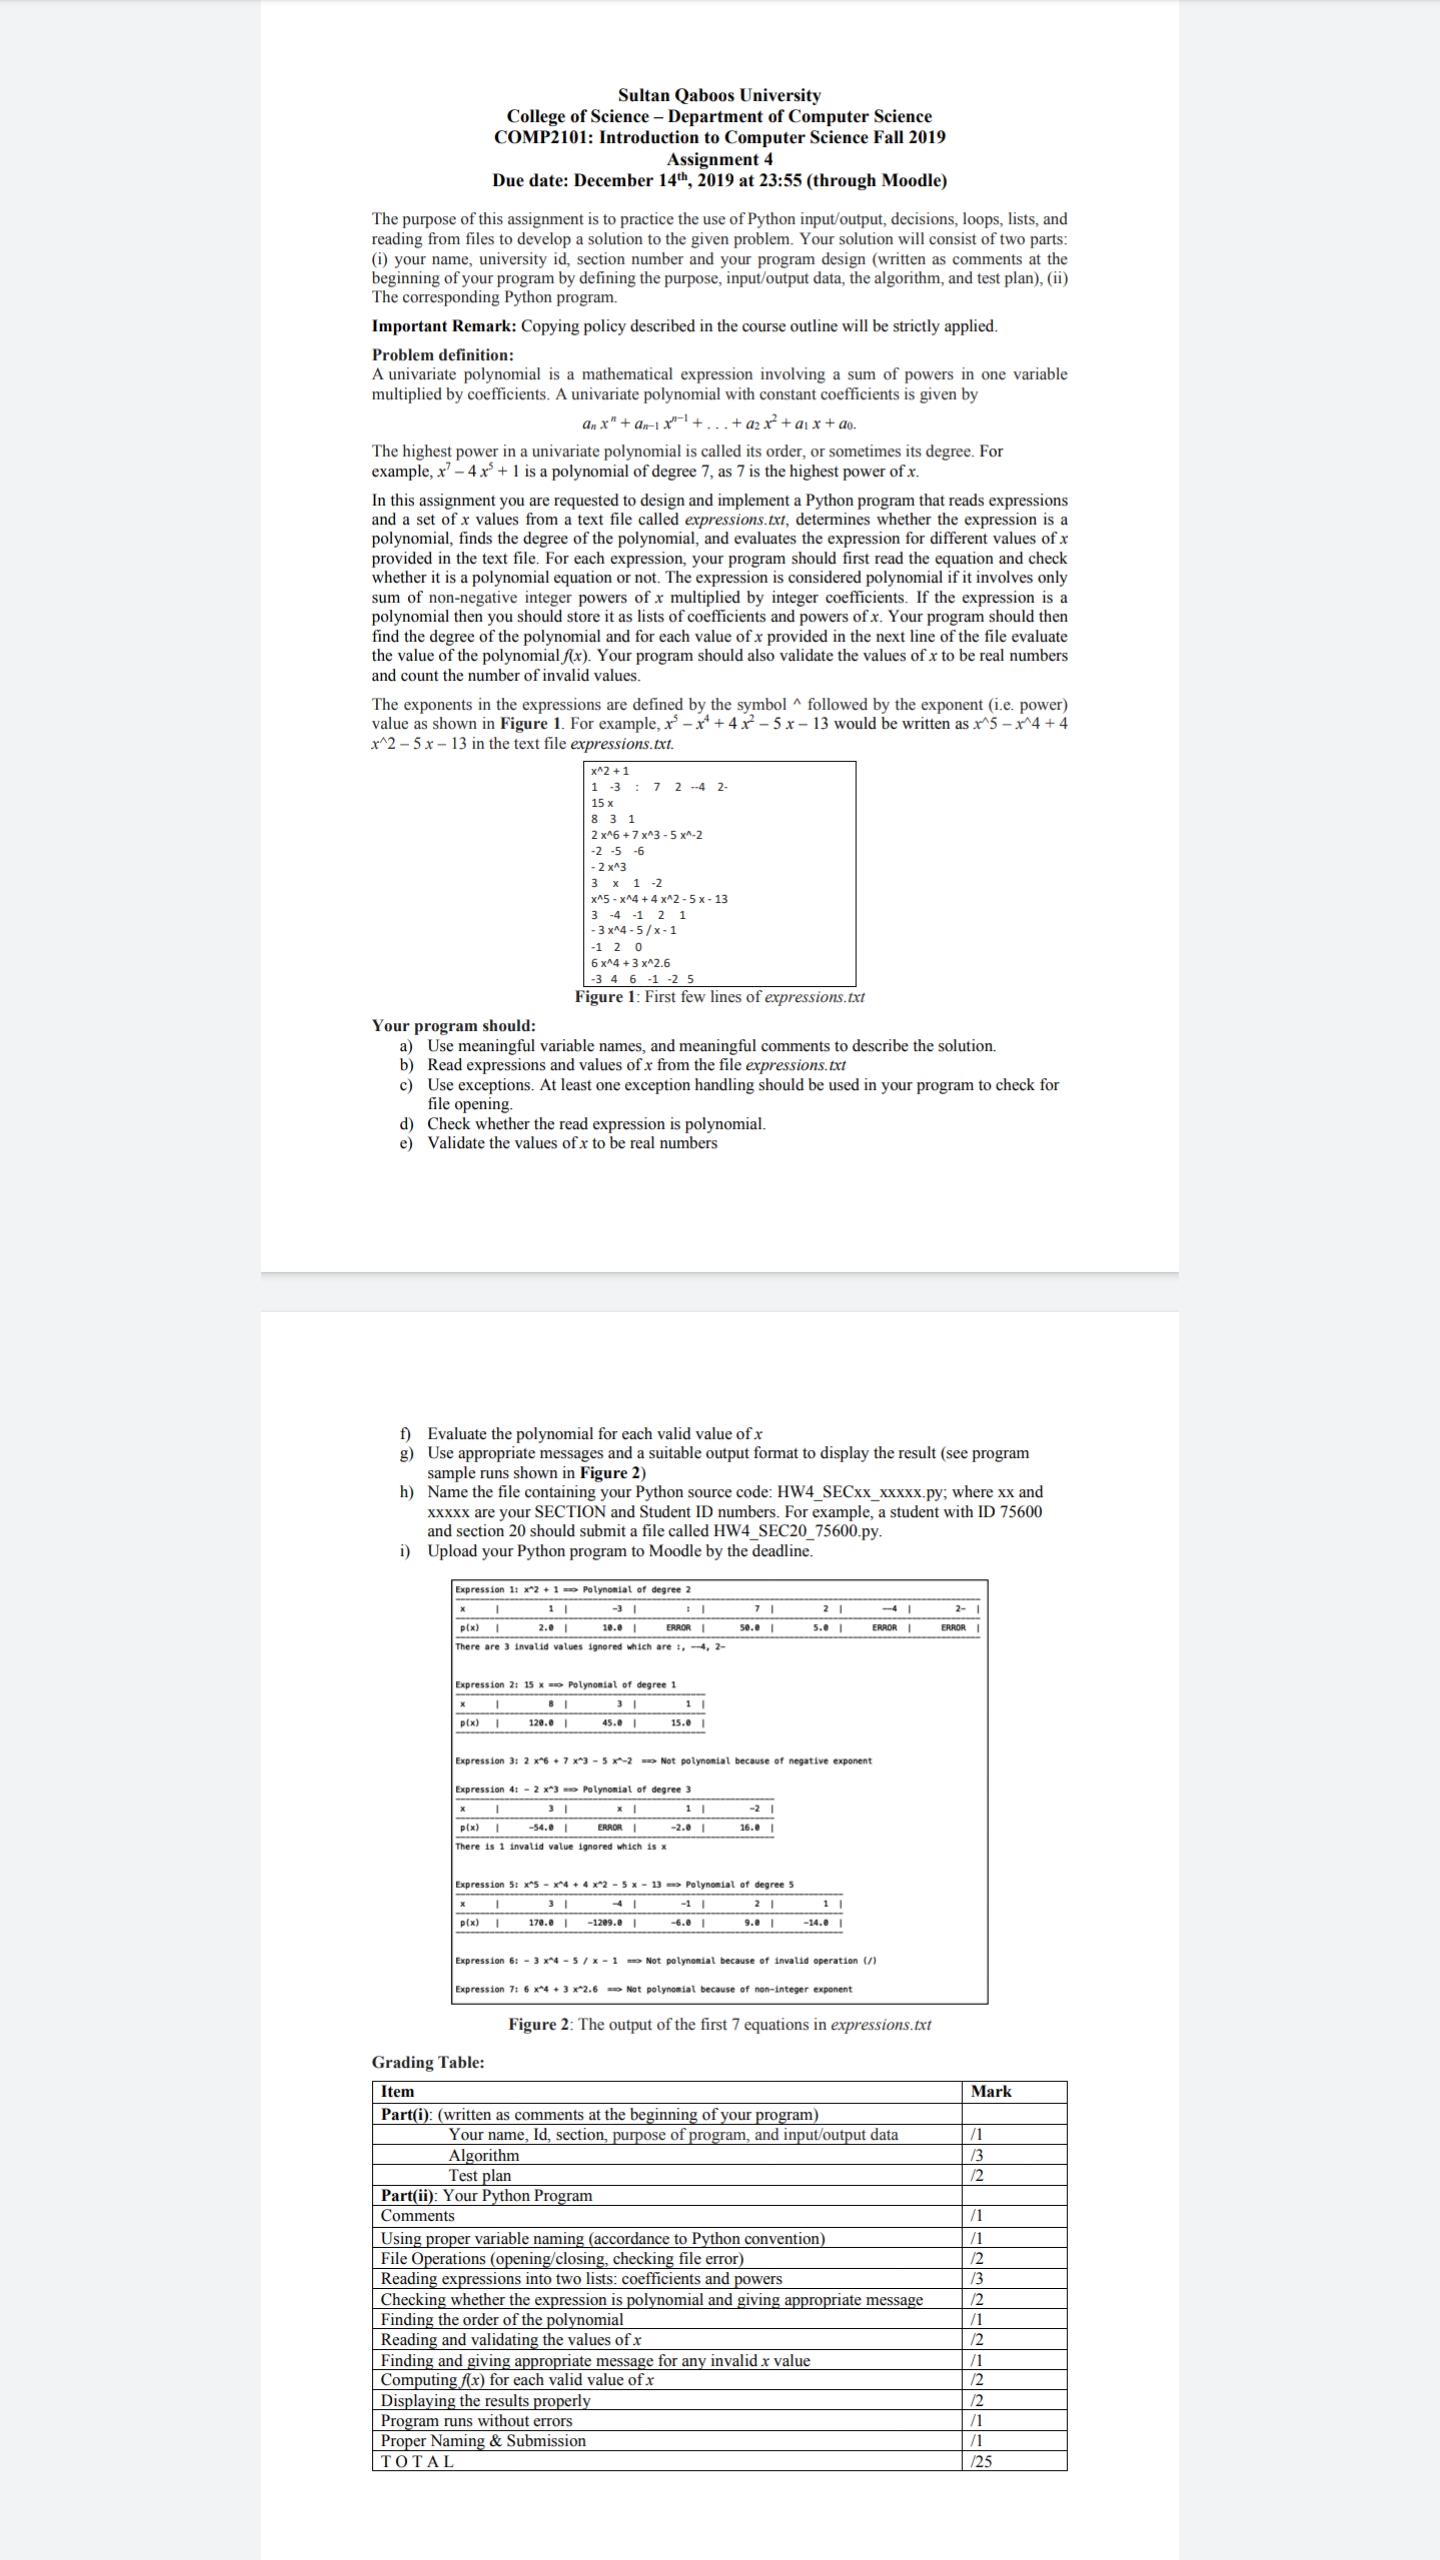 Sultan Qaboos University
College of Science – Department of Computer Science
COMP2101: Introduction to Computer Science Fall 2019
Assignment 4
Due date: December 14th, 2019 at 23:55 (through Moodle)
The purpose of this assignment is to practice the use of Python input/output, decisions, loops, lists, and
reading from files to develop a solution to the given problem. Your solution will consist of two parts:
(i) your name, university id, section number and your program design (written as comments at the
beginning of your program by defining the purpose, input/output data, the algorithm, and test plan), (ii)
The corresponding Python program.
Important Remark: Copying policy described in the course outline will be strictly applied.
Problem definition:
A univariate polynomial is a mathematical expression involving a sum of powers in one variable
multiplied by coefficients. A univariate polynomial with constant coefficients is given by
aₙ xⁿ + aₙ₋₁ xⁿ⁻¹ + . . . + a₂ x² + a₁ x + a₀.
The highest power in a univariate polynomial is called its order, or sometimes its degree. For
example, x⁷ – 4 x⁵ + 1 is a polynomial of degree 7, as 7 is the highest power of x.
In this assignment you are requested to design and implement a Python program that reads expressions
and a set of x values from a text file called expressions.txt, determines whether the expression is a
polynomial, finds the degree of the polynomial, and evaluates the expression for different values of x
provided in the text file. For each expression, your program should first read the equation and check
whether it is a polynomial equation or not. The expression is considered polynomial if it involves only
sum of non-negative integer powers of x multiplied by integer coefficients. If the expression is a
polynomial then you should store it as lists of coefficients and powers of x. Your program should then
find the degree of the polynomial and for each value of x provided in the next line of the file evaluate
the value of the polynomial f(x). Your program should also validate the values of x to be real numbers
and count the number of invalid values.
The exponents in the expressions are defined by the symbol ^ followed by the exponent (i.e. power)
value as shown in Figure 1. For example, x⁵ – x⁴ + 4 x² – 5 x – 13 would be written as x^5 – x^4 + 4
x^2 – 5 x – 13 in the text file expressions.txt.
x^2 + 1
1 -3 : 7 2 --4 2-
15 x
8 3 1
2 x^6 + 7 x^3 - 5 x^-2
-2 -5 -6
- 2 x^3
3 x 1 -2
x^5 - x^4 + 4 x^2 - 5 x - 13
3 -4 -1 2 1
- 3 x^4 - 5 / x - 1
-1 2 0
6 x^4 + 3 x^2.6
-3 4 6 -1 -2 5
Figure 1: First few lines of expressions.txt
Your program should:
a) Use meaningful variable names, and meaningful comments to describe the solution.
b) Read expressions and values of x from the file expressions.txt
c) Use exceptions. At least one exception handling should be used in your program to check for
file opening.
d) Check whether the read expression is polynomial.
e) Validate the values of x to be real numbers
f) Evaluate the polynomial for each valid value of x
g) Use appropriate messages and a suitable output format to display the result (see program
sample runs shown in Figure 2)
h) Name the file containing your Python source code: HW4_SECxx_xxxxx.py; where xx and
xxxxx are your SECTION and Student ID numbers. For example, a student with ID 75600
and section 20 should submit a file called HW4_SEC20_75600.py.
i) Upload your Python program to Moodle by the deadline.
Expression 1: x^2 + 1 ==> Polynomial of degree 2
x | 1 | -3 | : | 7 | 2 | --4 | 2- |
p(x) | 2.0 | 10.0 | ERROR | 50.0 | 5.0 | ERROR | ERROR |
There are 3 invalid values ignored which are :, --4, 2-
Expression 2: 15 x ==> Polynomial of degree 1
x | 8 | 3 | 1 |
p(x) | 120.0 | 45.0 | 15.0 |
Expression 3: 2 x^6 + 7 x^3 - 5 x^-2 ==> Not polynomial because of negative exponent
Expression 4: - 2 x^3 ==> Polynomial of degree 3
x | 3 | x | 1 | -2 |
p(x) | -54.0 | ERROR | -2.0 | 16.0 |
There is 1 invalid value ignored which is x
Expression 5: x^5 - x^4 + 4 x^2 - 5 x - 13 ==> Polynomial of degree 5
x | 3 | -4 | -1 | 2 | 1 |
p(x) | 170.0 | -1209.0 | -6.0 | 9.0 | -14.0 |
Expression 6: - 3 x^4 - 5 / x - 1 ==> Not polynomial because of invalid operation (/)
Expression 7: 6 x^4 + 3 x^2.6 ==> Not polynomial because of non-integer exponent
Figure 2: The output of the first 7 equations in expressions.txt
Grading Table:
Item Mark
Part(i): (written as comments at the beginning of your program)
Your name, Id, section, purpose of program, and input/output data /1
Algorithm /3
Test plan /2
Part(ii): Your Python Program
Comments /1
Using proper variable naming (accordance to Python convention) /1
File Operations (opening/closing, checking file error) /2
Reading expressions into two lists: coefficients and powers /3
Checking whether the expression is polynomial and giving appropriate message /2
Finding the order of the polynomial /1
Reading and validating the values of x /2
Finding and giving appropriate message for any invalid x value /1
Computing f(x) for each valid value of x /2
Displaying the results properly /2
Program runs without errors /1
Proper Naming & Submission /1
T O T A L /25